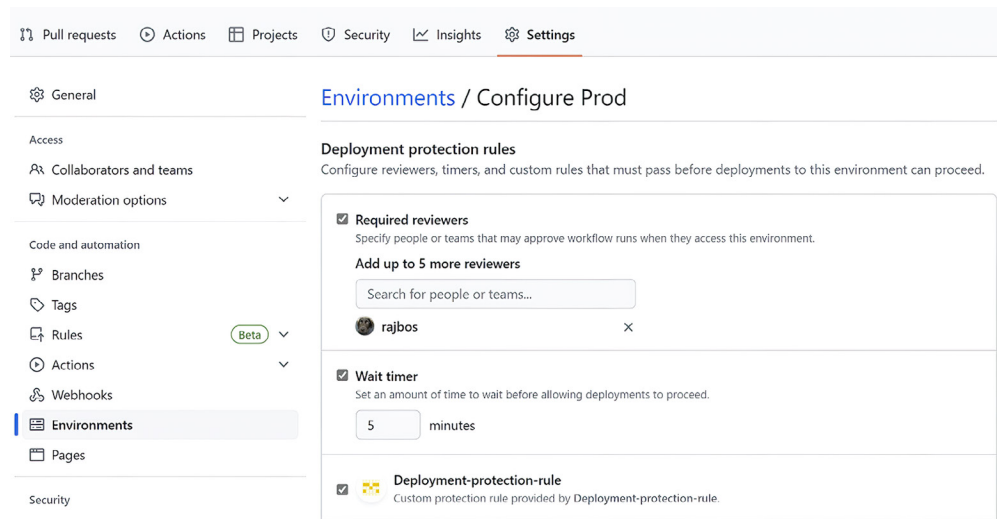 Pull requests Actions Projects Security Insights Settings
General
Access
Collaborators and teams
Moderation options
Code and automation
Branches
Tags
Rules Beta
Actions
Webhooks
Environments
Pages
Security
Environments / Configure Prod
Deployment protection rules
Configure reviewers, timers, and custom rules that must pass before deployments to this environment can proceed.
Required reviewers
Specify people or teams that may approve workflow runs when they access this environment.
Add up to 5 more reviewers
Search for people or teams...
rajbos
Wait timer
Set an amount of time to wait before allowing deployments to proceed.
5 minutes
Deployment-protection-rule
Custom protection rule provided by Deployment-protection-rule.